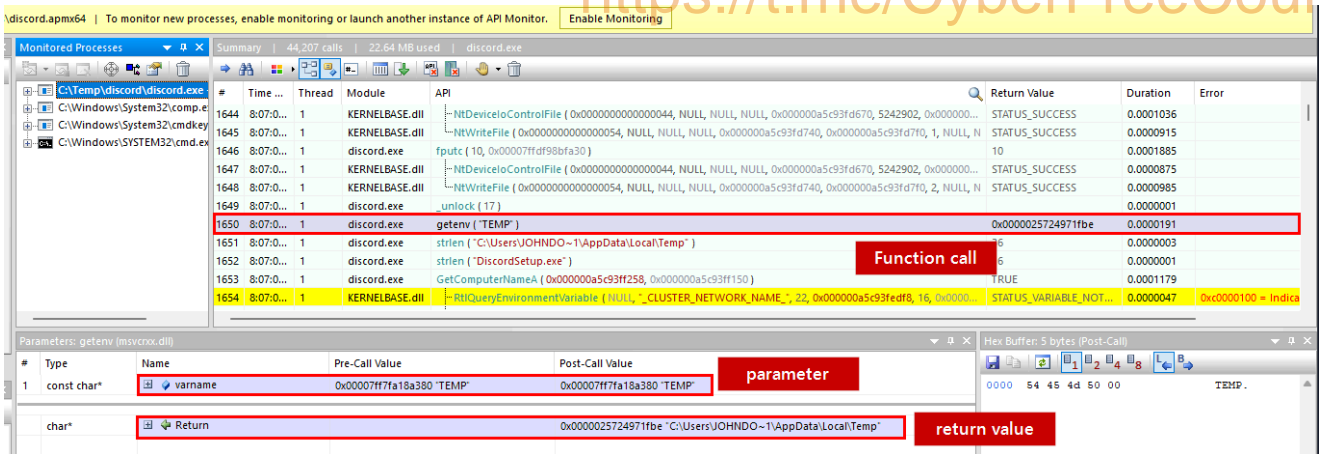 https://t.me/CyberFreeCour
\discord.apmx64 | To monitor new processes, enable monitoring or launch another instance of API Monitor. Enable Monitoring
Monitored Processes
C:\Temp\discord\discord.exe -
C:\Windows\System32\comp.e
C:\Windows\System32\cmdkey
C:\Windows\SYSTEM32\cmd.ex
Summary | 44,207 calls | 22.64 MB used | discord.exe
# Time ... Thread Module API Return Value Duration Error
1644 8:07:0... 1 KERNELBASE.dll NtDeviceIoControlFile ( 0x0000000000000044, NULL, NULL, NULL, 0x000000a5c93fd670, 5242902, 0x000000... STATUS_SUCCESS 0.0001036
1645 8:07:0... 1 KERNELBASE.dll NtWriteFile ( 0x0000000000000054, NULL, NULL, NULL, 0x000000a5c93fd740, 0x000000a5c93fd7f0, 1, NULL, N STATUS_SUCCESS 0.0000915
1646 8:07:0... 1 discord.exe fputc ( 10, 0x00007ffdf98bfa30 ) 10 0.0001885
1647 8:07:0... 1 KERNELBASE.dll NtDeviceIoControlFile ( 0x0000000000000044, NULL, NULL, NULL, 0x000000a5c93fd670, 5242902, 0x000000... STATUS_SUCCESS 0.0000875
1648 8:07:0... 1 KERNELBASE.dll NtWriteFile ( 0x0000000000000054, NULL, NULL, NULL, 0x000000a5c93fd740, 0x000000a5c93fd7f0, 2, NULL, N STATUS_SUCCESS 0.0000985
1649 8:07:0... 1 discord.exe _unlock ( 17 ) 0.0000001
1650 8:07:0... 1 discord.exe getenv ( "TEMP" ) 0x0000025724971fbe 0.0000191
1651 8:07:0... 1 discord.exe strlen ( "C:\Users\JOHNDO~1\AppData\Local\Temp" ) 36 0.0000003
1652 8:07:0... 1 discord.exe strlen ( "DiscordSetup.exe" ) 0.0000001
Function call
1653 8:07:0... 1 discord.exe GetComputerNameA ( 0x000000a5c93ff258, 0x000000a5c93ff150 ) TRUE 0.0001179
1654 8:07:0... 1 KERNELBASE.dll RtlQueryEnvironmentVariable ( NULL, "_CLUSTER_NETWORK_NAME_", 22, 0x000000a5c93fedf8, 16, 0x0000... STATUS_VARIABLE_NOT... 0.0000047 0xc0000100 = Indica
Parameters: getenv (msvcrxx.dll)
# Type Name Pre-Call Value Post-Call Value
1 const char* varname 0x00007ff7fa18a380 "TEMP" 0x00007ff7fa18a380 "TEMP"
parameter
char* Return 0x0000025724971fbe "C:\Users\JOHNDO~1\AppData\Local\Temp"
return value
Hex Buffer: 5 bytes (Post-Call)
1 2 4 8 L B
0000 54 45 4d 50 00 TEMP.